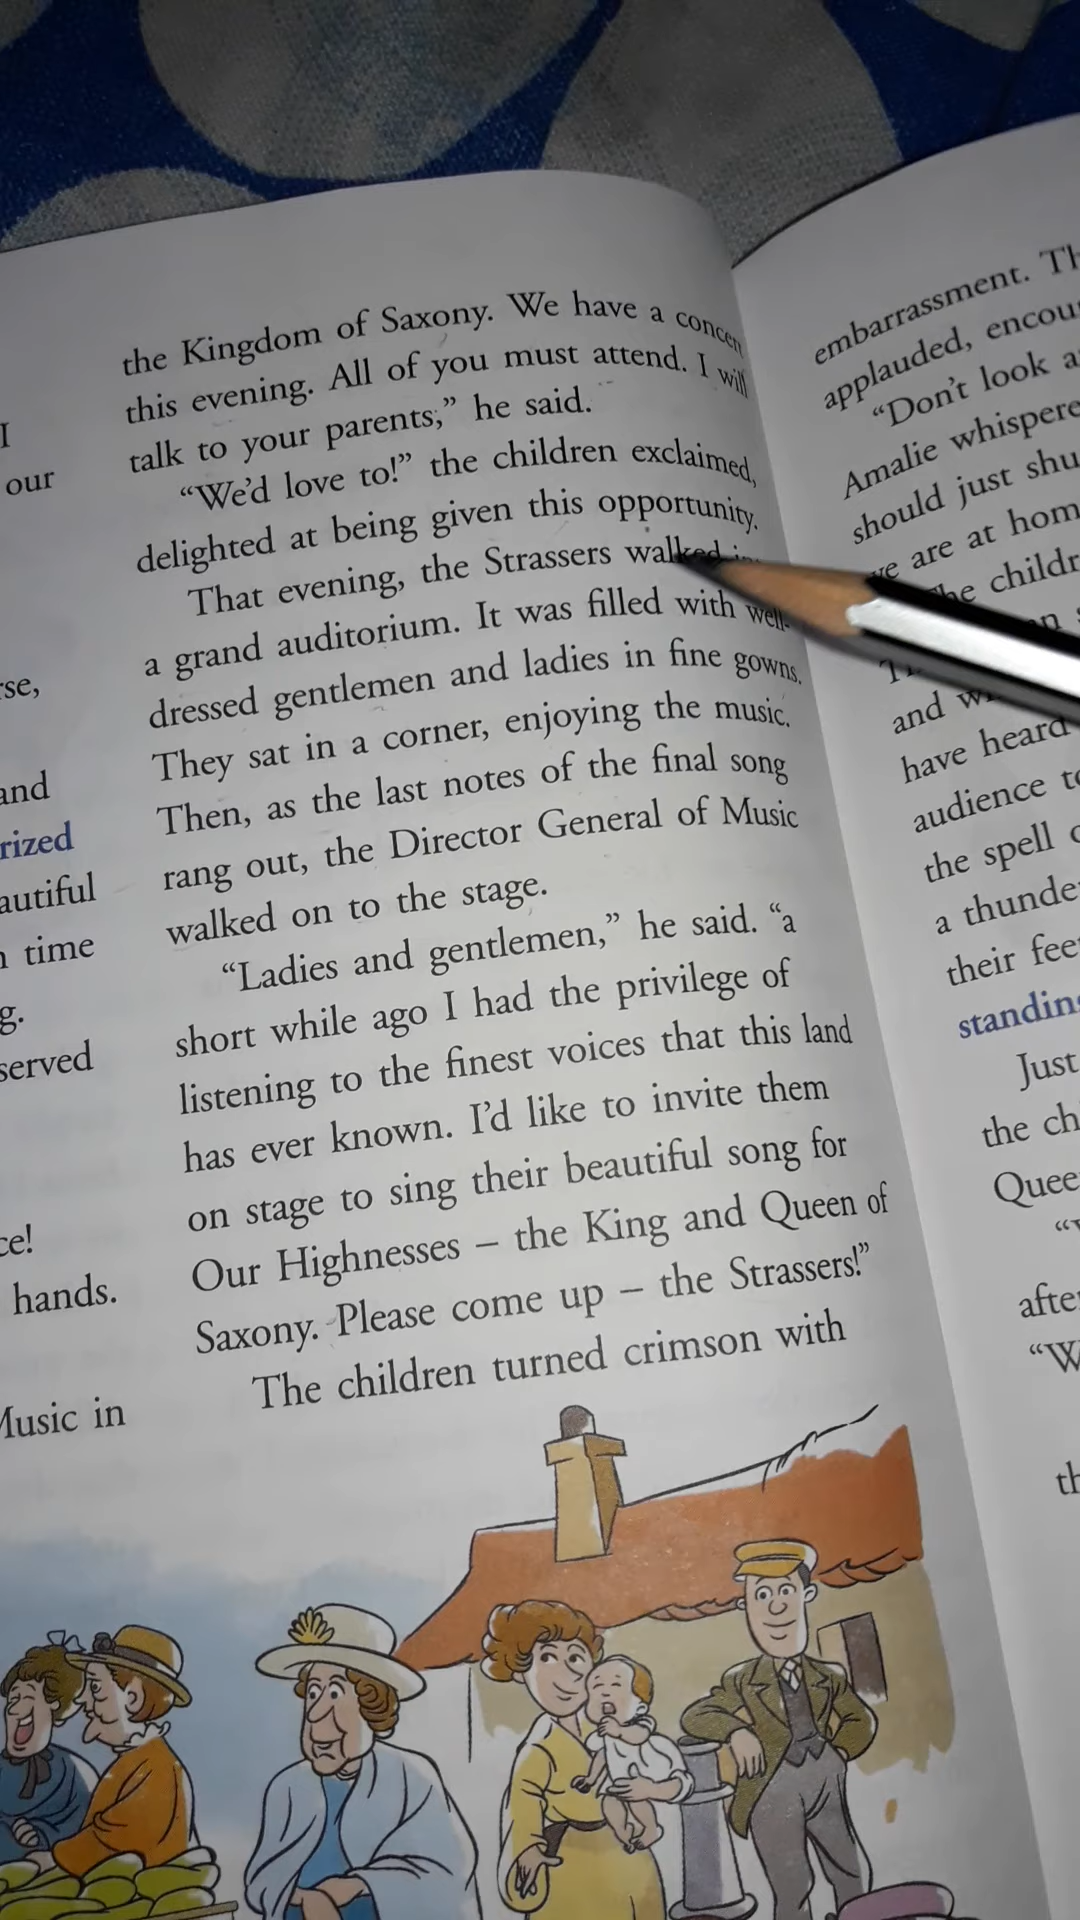 I
our
rse,
and
rized
autiful
time
g.
served
ce!
hands.
Music in
the Kingdom of Saxony. We have a concert
this evening. All of you must attend. I will
talk to your parents,” he said.
“We’d love to!” the children exclaimed,
delighted at being given this opportunity.
That evening, the Strassers walked
a grand auditorium. It was filled with well-
dressed gentlemen and ladies in fine gowns.
They sat in a corner, enjoying the music.
Then, as the last notes of the final song
rang out, the Director General of Music
walked on to the stage.
“Ladies and gentlemen,” he said. “a
short while ago I had the privilege of
listening to the finest voices that this land
has ever known. I’d like to invite them
on stage to sing their beautiful song for
Our Highnesses – the King and Queen of
Saxony. Please come up – the Strassers!”
The children turned crimson with
embarrassment. Th
applauded, encou
“Don’t look a
Amalie whispere
should just shu
we are at hom
The childr
and w
have heard
audience to
the spell
a thunde
their fee
standin
Just
the ch
Quee
afte
“W
th